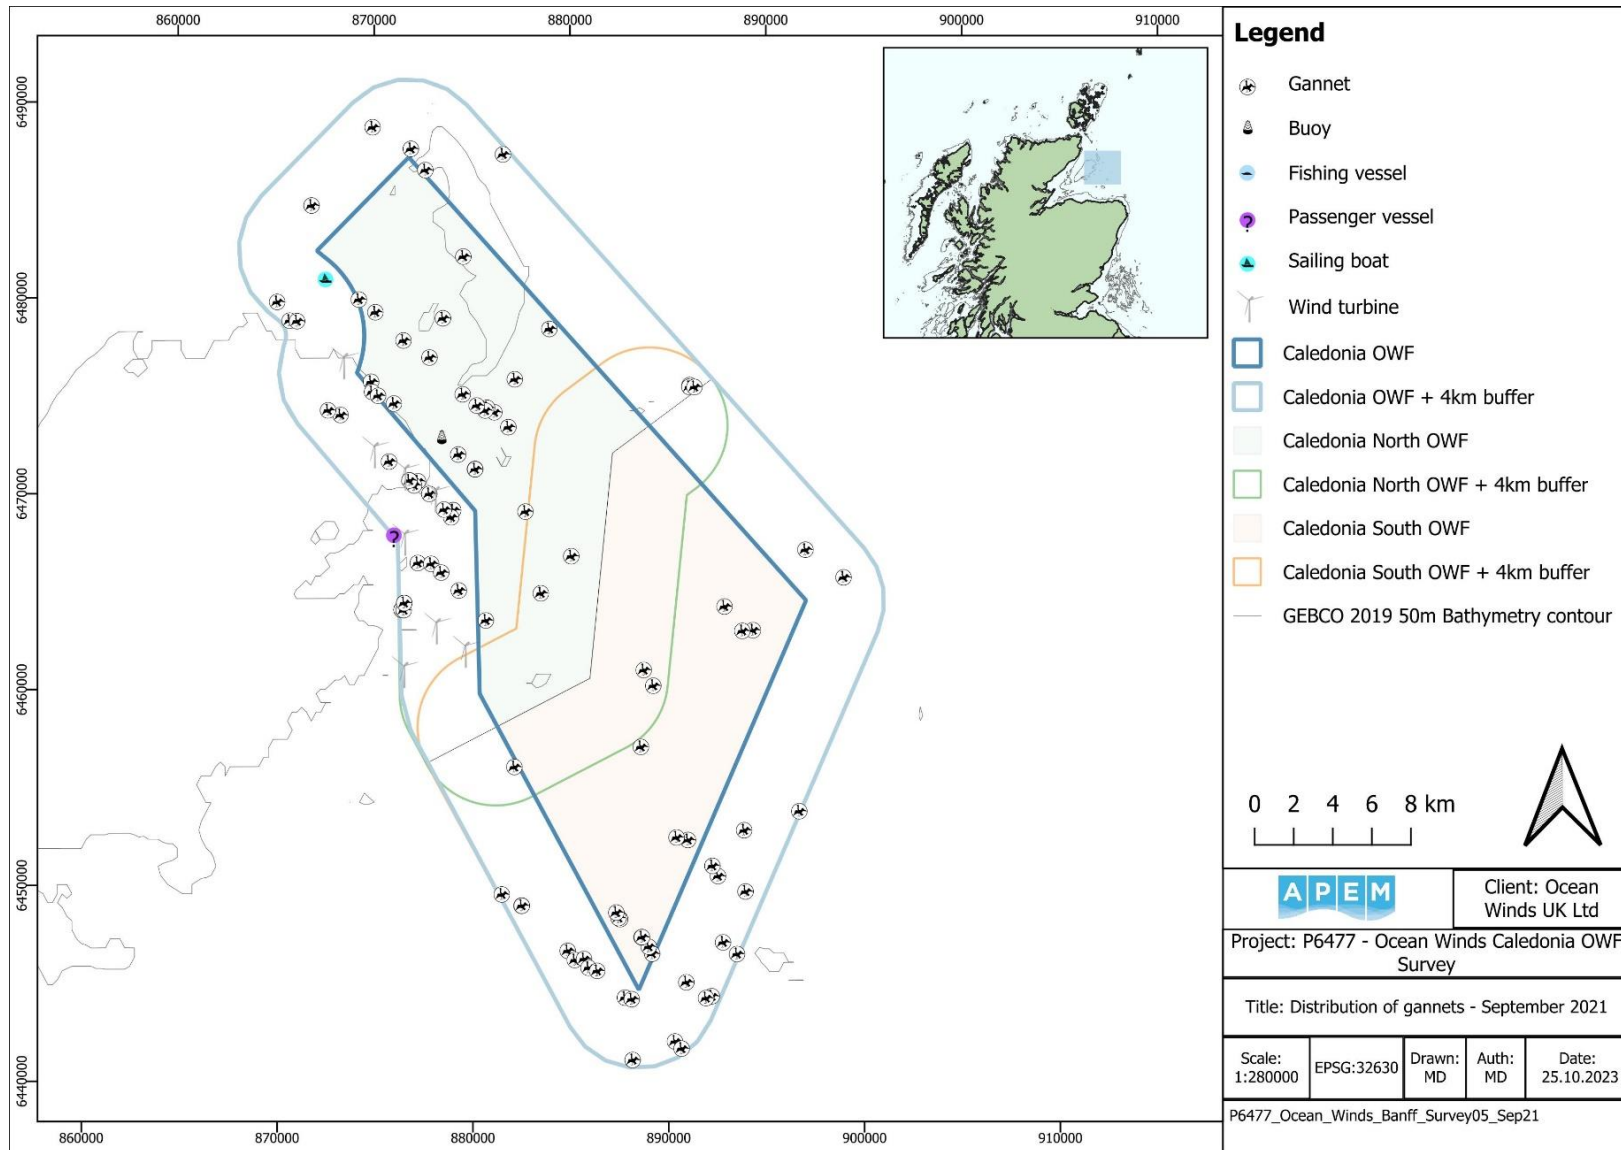 860000
870000
880000
890000
900000
910000
6490000
6480000
6470000
6460000
6450000
6440000
860000
870000
880000
890000
900000
910000
Legend
Gannet
Buoy
Fishing vessel
Passenger vessel
Sailing boat
Wind turbine
Caledonia OWF
Caledonia OWF + 4km buffer
Caledonia North OWF
Caledonia North OWF + 4km buffer
Caledonia South OWF
Caledonia South OWF + 4km buffer
GEBCO 2019 50m Bathymetry contour
0 2 4 6 8 km
APEM
Client: Ocean
Winds UK Ltd
Project: P6477 - Ocean Winds Caledonia OWF
Survey
Title: Distribution of gannets - September 2021
Scale:
1:280000
EPSG:32630
Drawn:
MD
Auth:
MD
Date:
25.10.2023
P6477_Ocean_Winds_Banff_Survey05_Sep21